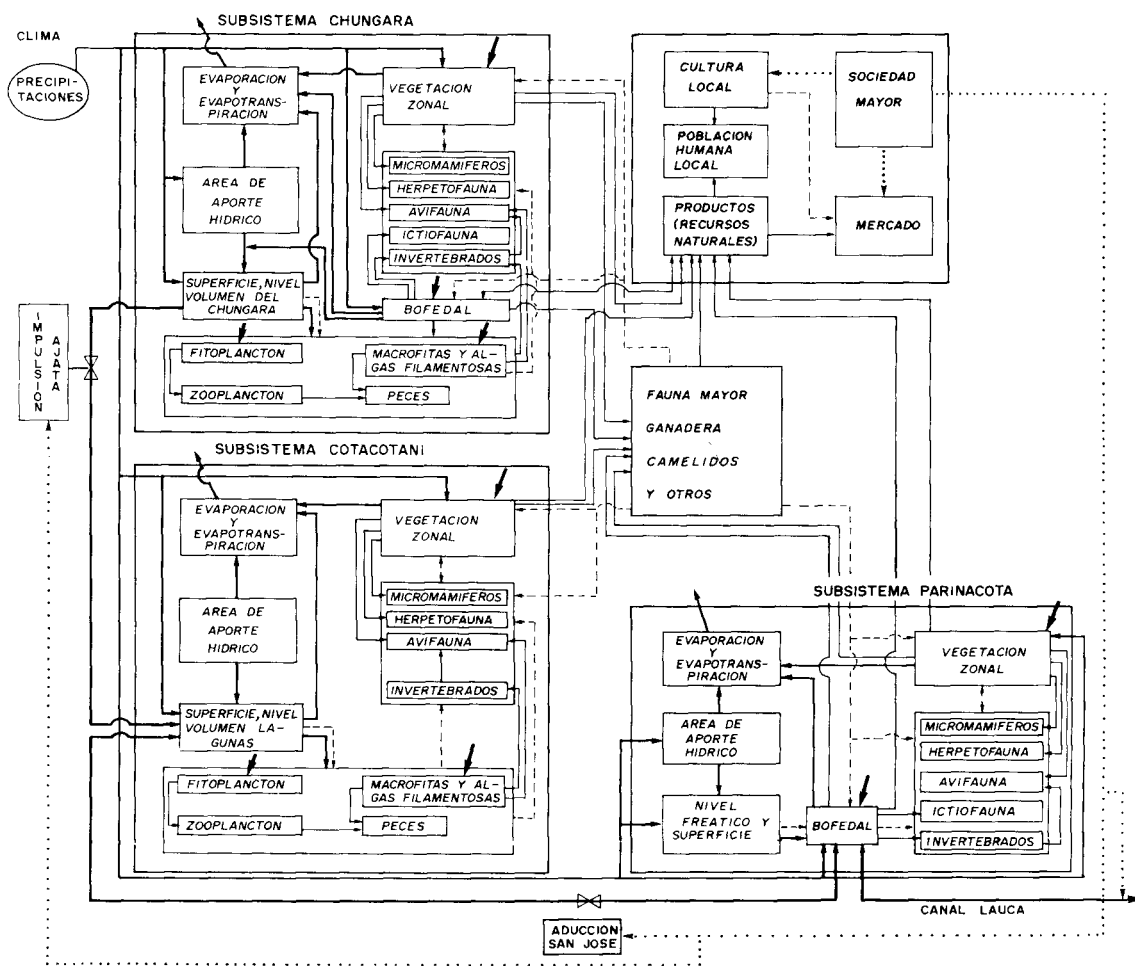 SUBSISTEMA CHUNGARA
CLIMA
PRECIPI-
TACIONES
EVAPORACION
Y
EVAPOTRANS-
PIRACIÓN
VEGETACION
ZONAL
AREA DE
APORTE
HÍDRICO
MICROMAMIFEROS
HERPETOFAUNA
AVIFAUNA
ICTIOFAUNA
INVERTEBRADOS
SUPERFICIE, NIVEL
VOLUMEN DEL
CHUNGARA
BOFEDAL
FITOPLANCTON
ZOOPLANCTON
MACROFITAS Y AL-
GAS FILAMENTOSAS
PECES
CULTURA
LOCAL
SOCIEDAD
MAYOR
POBLACION
HUMANA
LOCAL
PRODUCTOS
(RECURSOS
NATURALES)
MERCADO
IMPULSION
AJATA
FAUNA MAYOR
GANADERA
CAMELIDOS
Y OTROS
SUBSISTEMA COTACOTANI
EVAPORACION
Y
EVAPOTRANS-
PIRACIÓN
VEGETACION
ZONAL
AREA DE
APORTE
HIDRICO
MICROMAMIFEROS
HERPETOFAUNA
AVIFAUNA
INVERTEBRADOS
SUPERFICIE, NIVEL
VOLUMEN LA-
GUNAS
FITOPLANCTON
ZOOPLANCTON
MACROFITAS Y AL-
GAS FILAMENTOSAS
PECES
SUBSISTEMA PARINACOTA
EVAPORACION
Y
EVAPOTRANS-
PIRACION
VEGETACION
ZONAL
AREA DE
APORTE
HIDRICO
NIVEL
FREATICO Y
SUPERFICIE
BOFEDAL
MICROMAMIFEROS
HERPETOFAUNA
AVIFAUNA
ICTIOFAUNA
INVERTEBRADOS
CANAL LAUCA
ADUCCION
SAN JOSE